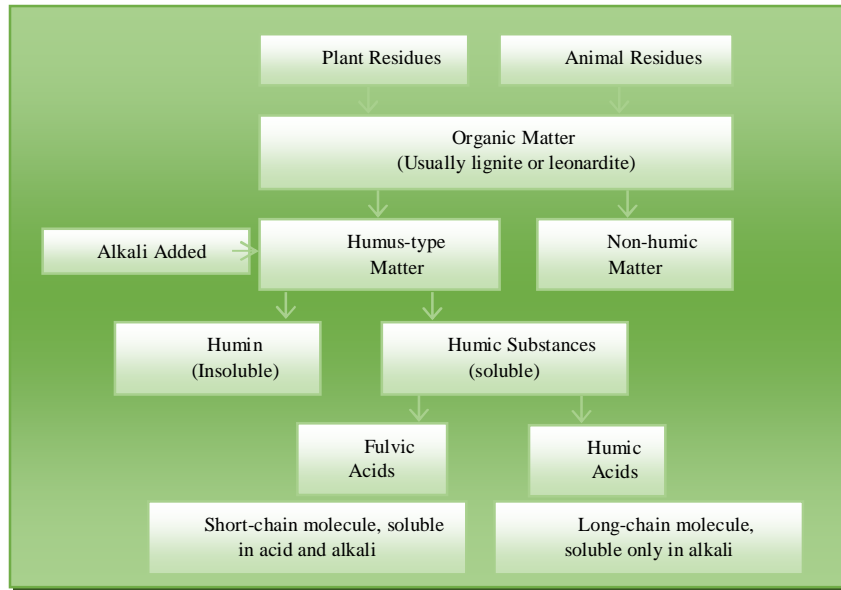 Plant Residues
Animal Residues
Organic Matter
(Usually lignite or leonardite)
Alkali Added
Humus-type
Matter
Non-humic
Matter
Humin
(Insoluble)
Humic Substances
(soluble)
Fulvic
Acids
Humic
Acids
Short-chain molecule, soluble
in acid and alkali
Long-chain molecule,
soluble only in alkali